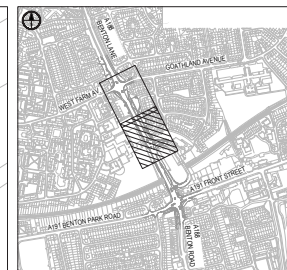 A188
BENTON LANE
GOATHLAND AVENUE
WEST FARM AV
A191 FRONT STREET
A191 BENTON PARK ROAD
A188
BENTON ROAD